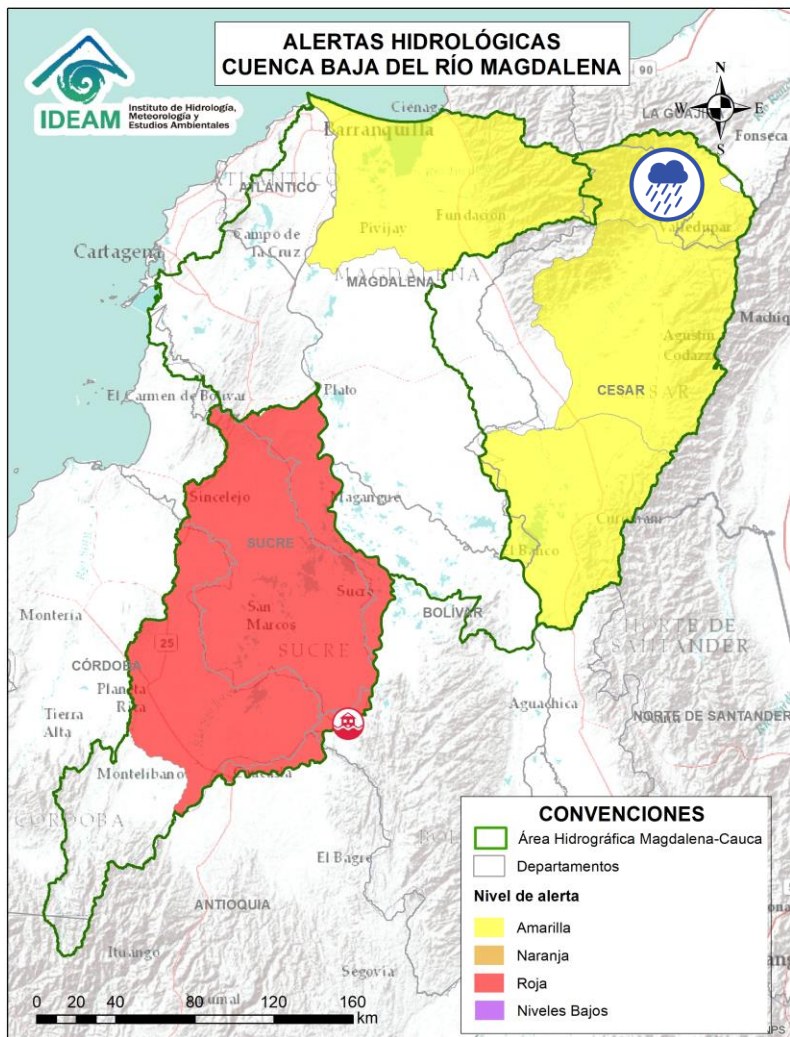 ALERTAS HIDROLÓGICAS
CUENCA BAJA DEL RÍO MAGDALENA
IDEAM
Instituto de Hidrología,
Meteorología y
Estudios Ambientales
N
W
E
S
90
LA GUAJIRA
Fonseca
Ciénaga
Barranquilla
ATLÁNTICO
Pivijay
Fundación
Valledupar
Cartagena
Campo de
la Cruz
MAGDALENA
MAGDALENA
Machiq
Agustín
Codazzi
El Carmen de Bolívar
Plato
CESAR
Sincelejo
Magangué
SUCRE
El Banco
Sucre
BOLÍVAR
Montería
San
Marcos
SUCRE
NORTE DE
SANTANDER
25
CÓRDOBA
Planeta
Rica
Tierra
Alta
Aguachica
NORTE DE SANTANDER
Montelibano
CÓRDOBA
El Bagre
ANTIOQUIA
Ituango
Segovia
CONVENCIONES
Área Hidrográfica Magdalena-Cauca
Departamentos
Nivel de alerta
Amarilla
Naranja
Roja
Niveles Bajos
0 20 40 80 120 160
km